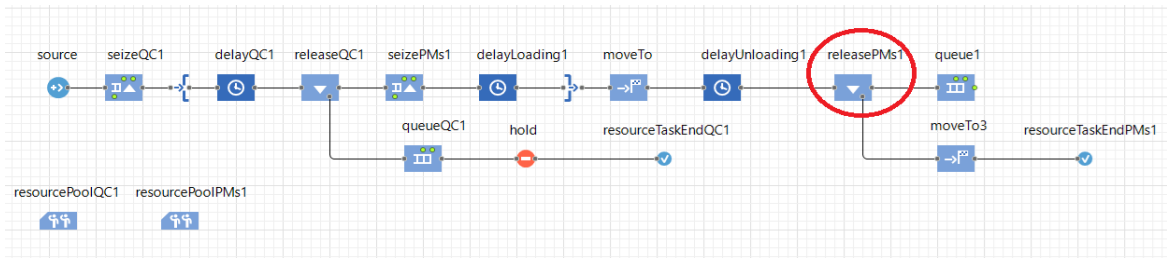 source seizeQC1 delayQC1 releaseQC1 seizePMs1 delayLoading1 moveTo delayUnloading1 releasePMs1 queue1
queueQC1 hold resourceTaskEndQC1 moveTo3 resourceTaskEndPMs1
resourcePoolQC1 resourcePoolPMs1